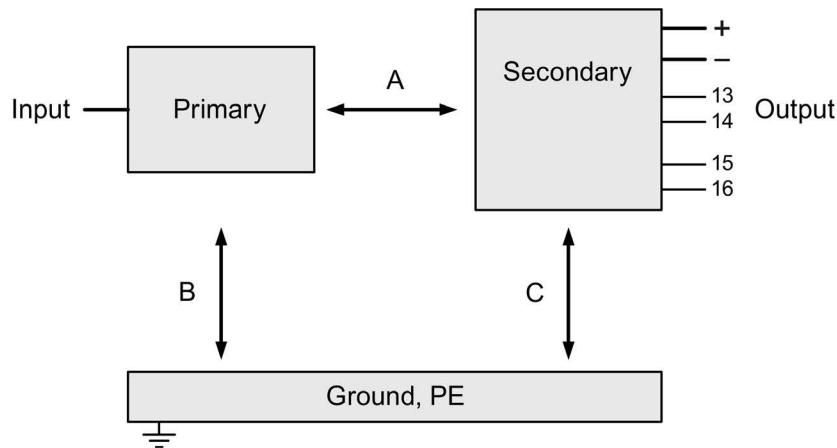 +
−
A
Secondary
Input
Primary
13
Output
14
15
16
B
C
Ground, PE